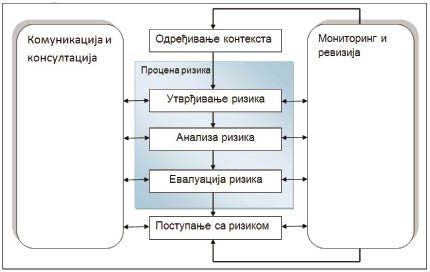 Комуникација и
консултација
Одређивање контекста
Мониторинг и
ревизија
Процена ризика
Утврђивање ризика
Анализа ризика
Евалуација ризика
Поступање са ризиком